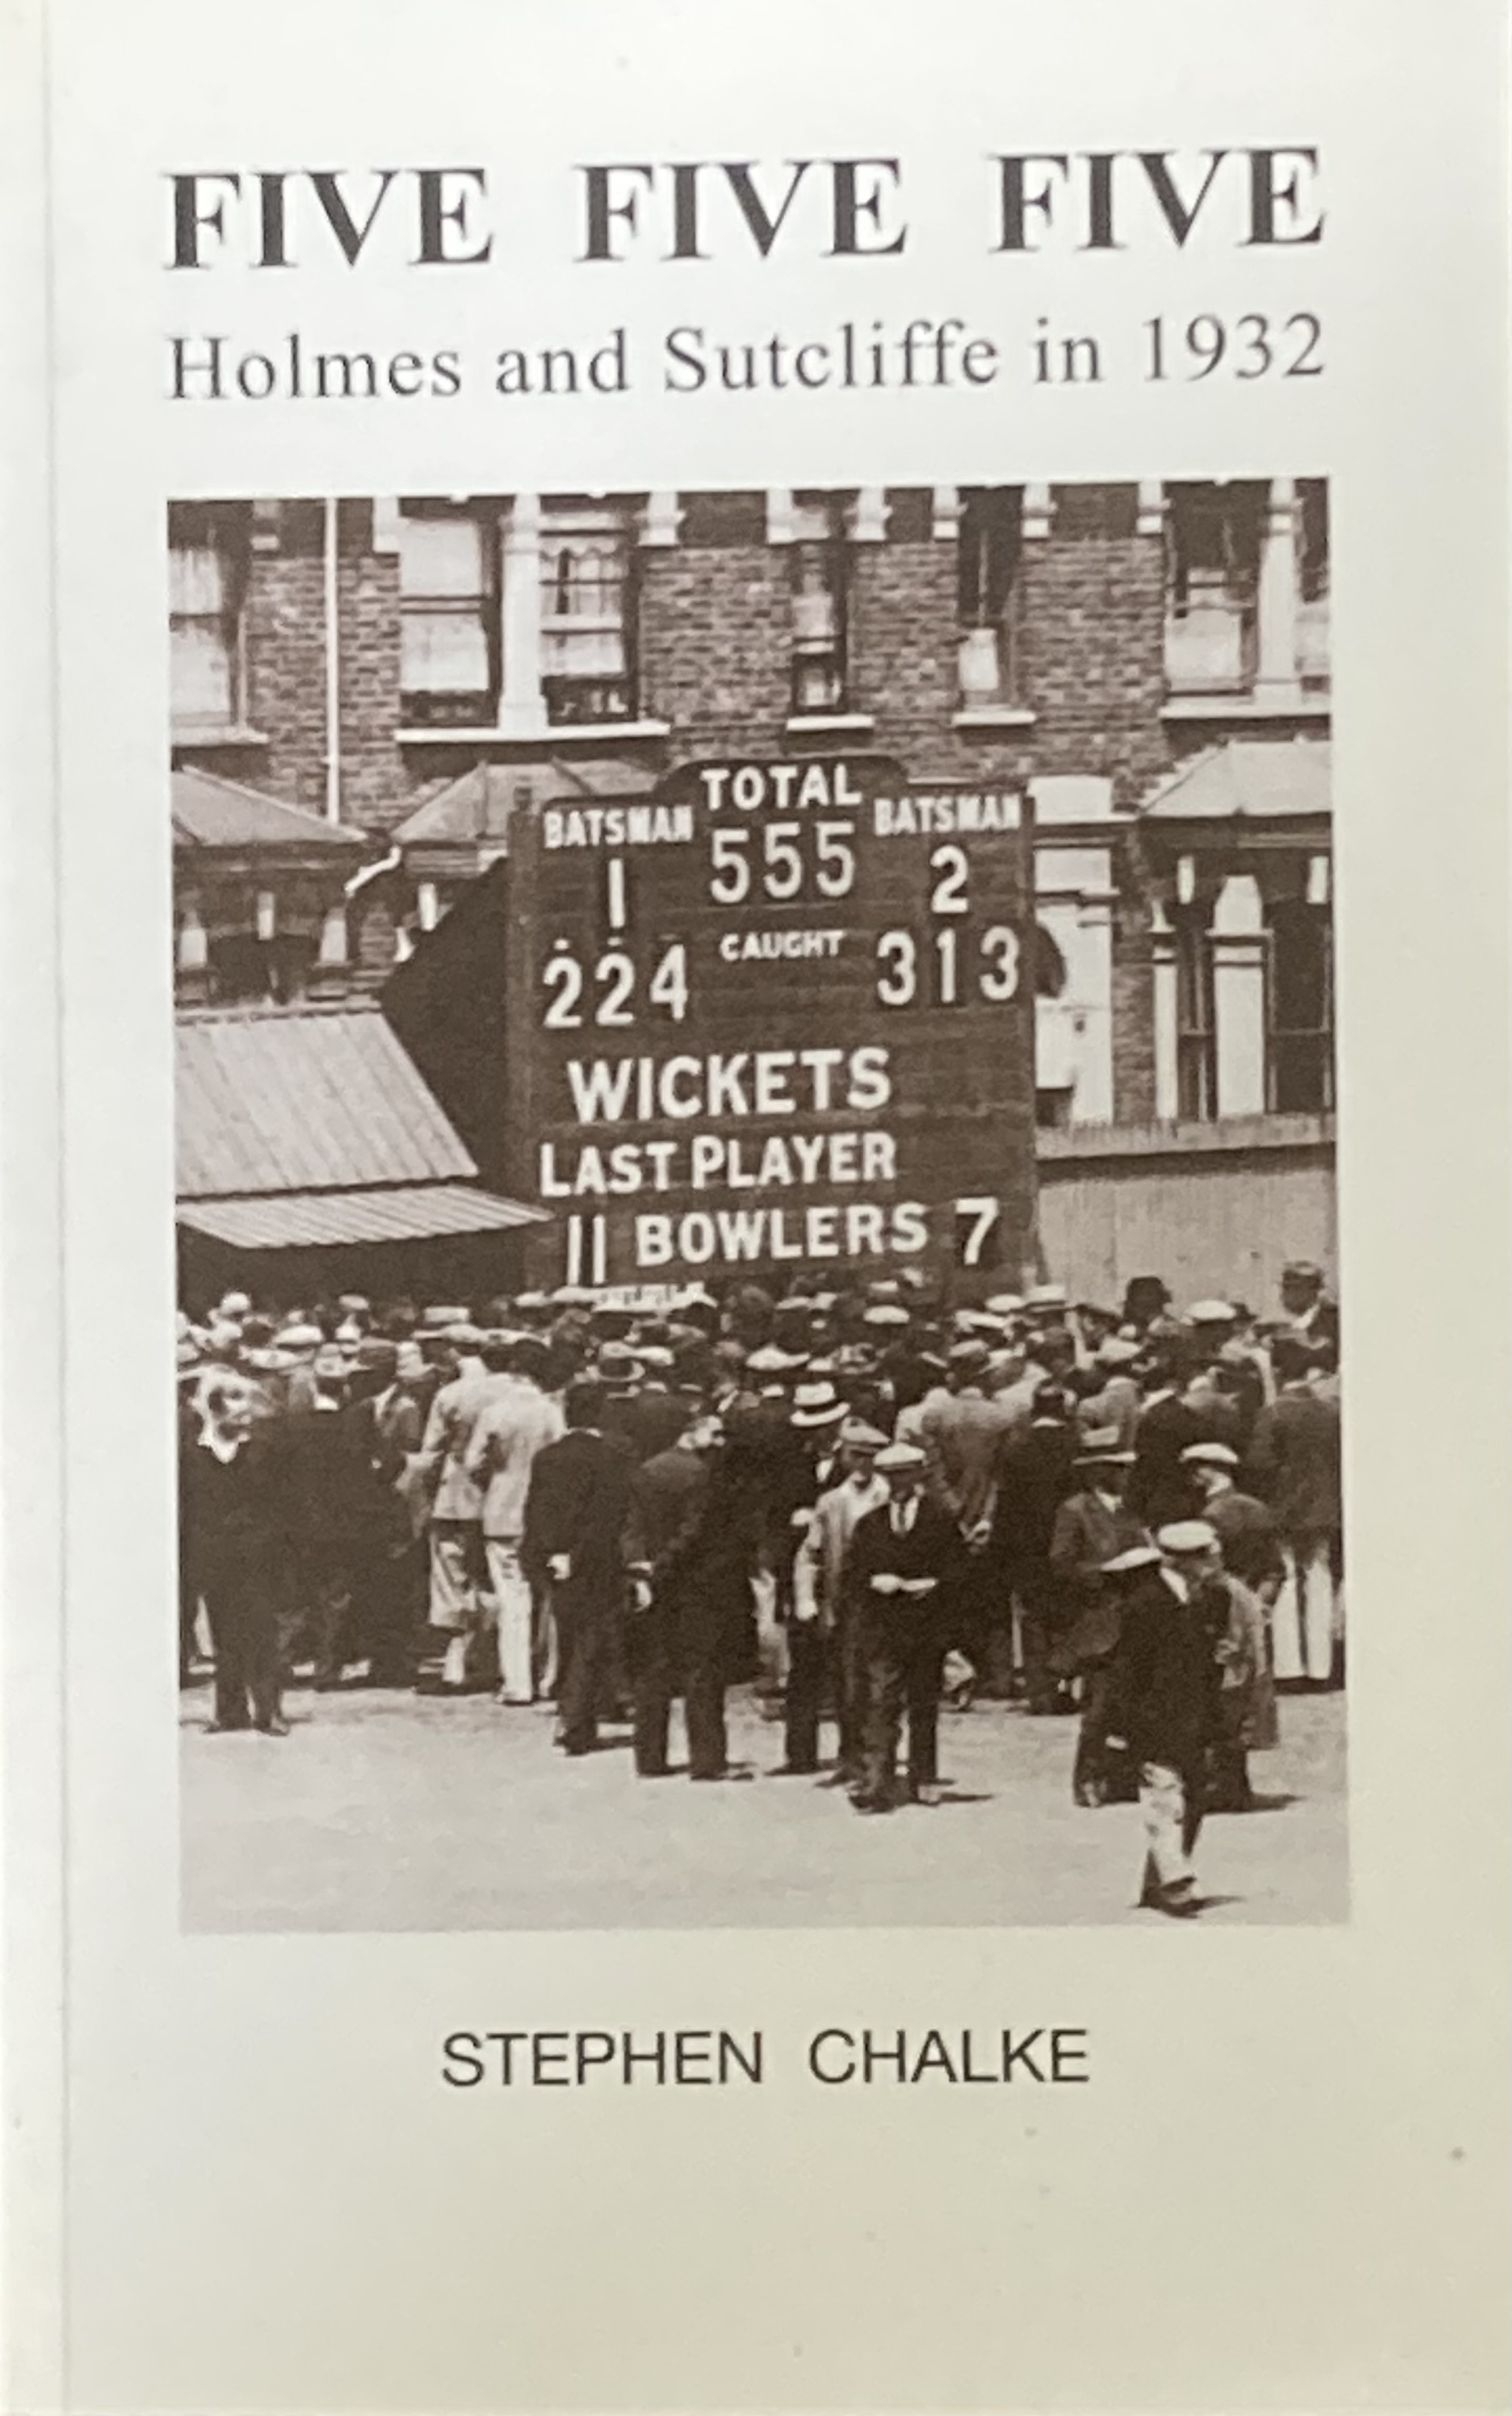 FIVE FIVE FIVE
Holmes and Sutcliffe in 1932
TOTAL
BATSMAN 555 BATSMAN
1 2
224 CAUGHT 313
WICKETS
LAST PLAYER
11 BOWLERS 7
STEPHEN CHALKE